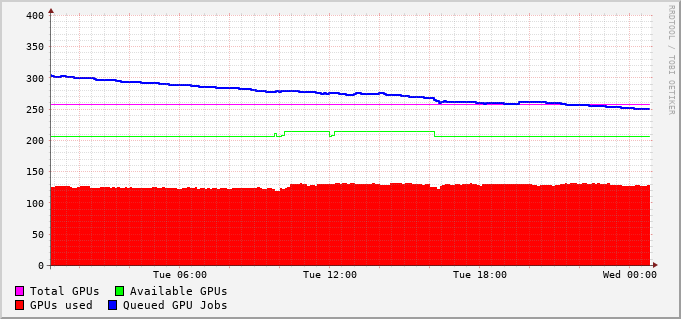 400
350
300
250
200
150
100
50
0
Tue 06:00 Tue 12:00 Tue 18:00 Wed 00:00
Total GPUs Available GPUs
GPUs used Queued GPU Jobs
RRDTOOL / TOBI OETIKER